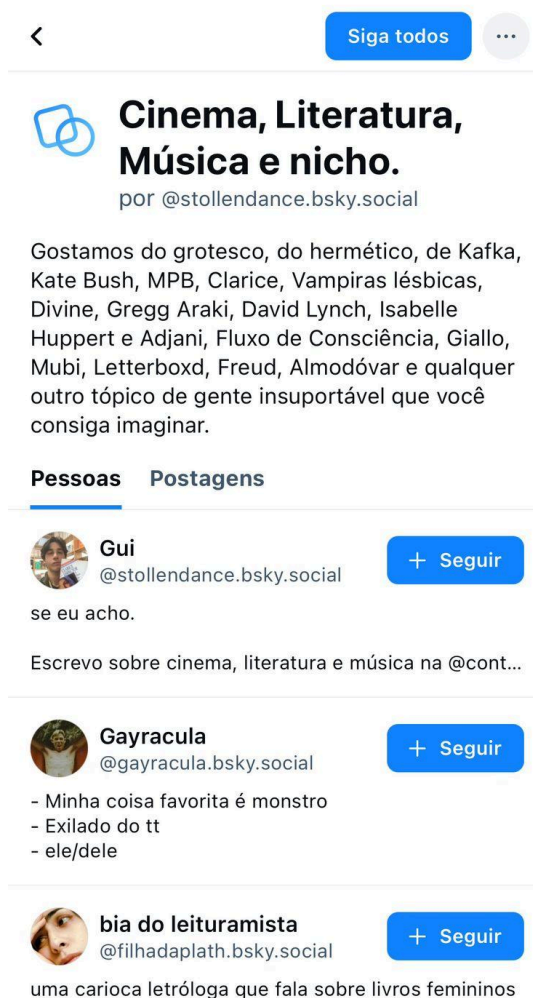 Siga todos
Cinema, Literatura,
Música e nicho.
por @stollendance.bsky.social
Gostamos do grotesco, do hermético, de Kafka,
Kate Bush, MPB, Clarice, Vampiras lésbicas,
Divine, Gregg Araki, David Lynch, Isabelle
Huppert e Adjani, Fluxo de Consciência, Giallo,
Mubi, Letterboxd, Freud, Almodóvar e qualquer
outro tópico de gente insuportável que você
consiga imaginar.
Pessoas Postagens
Gui
@stollendance.bsky.social
+ Seguir
se eu acho.
Escrevo sobre cinema, literatura e música na @cont...
Gayracula
@gayracula.bsky.social
+ Seguir
- Minha coisa favorita é monstro
- Exilado do tt
- ele/dele
bia do leituramista
@filhadaplath.bsky.social
+ Seguir
uma carioca letróloga que fala sobre livros femininos